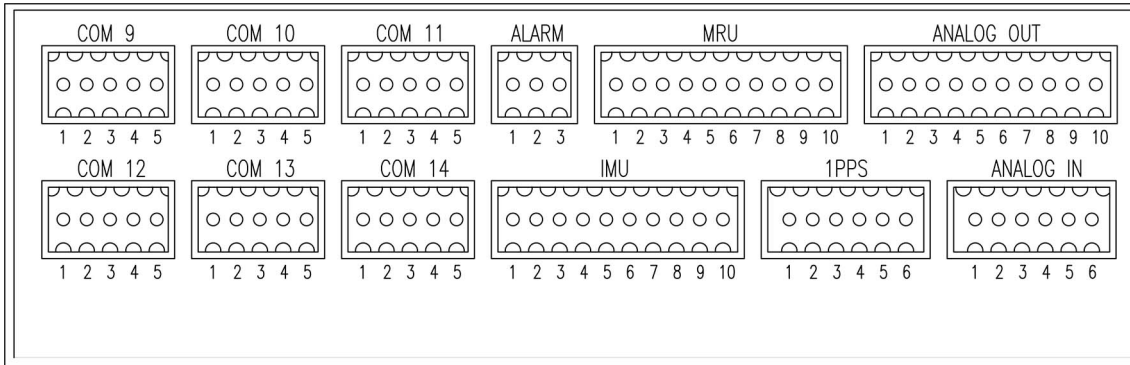 COM 9 COM 10 COM 11 ALARM MRU ANALOG OUT
1 2 3 4 5 1 2 3 4 5 1 2 3 4 5 1 2 3 1 2 3 4 5 6 7 8 9 10 1 2 3 4 5 6 7 8 9 10
COM 12 COM 13 COM 14 IMU 1PPS ANALOG IN
1 2 3 4 5 1 2 3 4 5 1 2 3 4 5 1 2 3 4 5 6 7 8 9 10 1 2 3 4 5 6 1 2 3 4 5 6